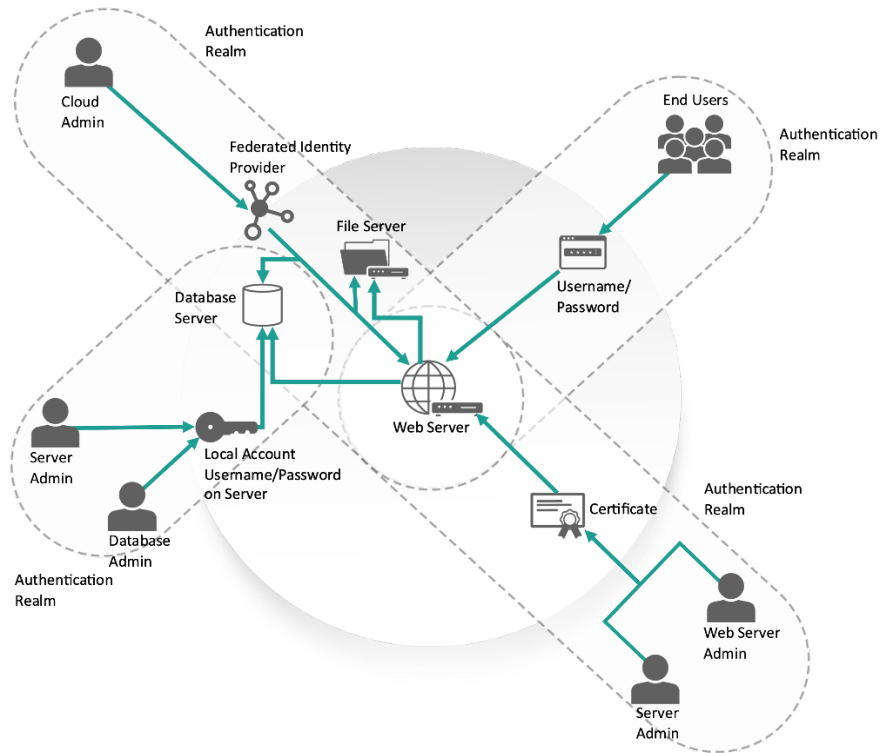 Authentication
Realm
Cloud
Admin
End Users
Authentication
Realm
Federated Identity
Provider
File Server
Username/
Password
Database
Server
Web Server
Server
Admin
Local Account
Username/Password
on Server
Database
Admin
Authentication
Realm
Certificate
Authentication
Realm
Web Server
Admin
Server
Admin